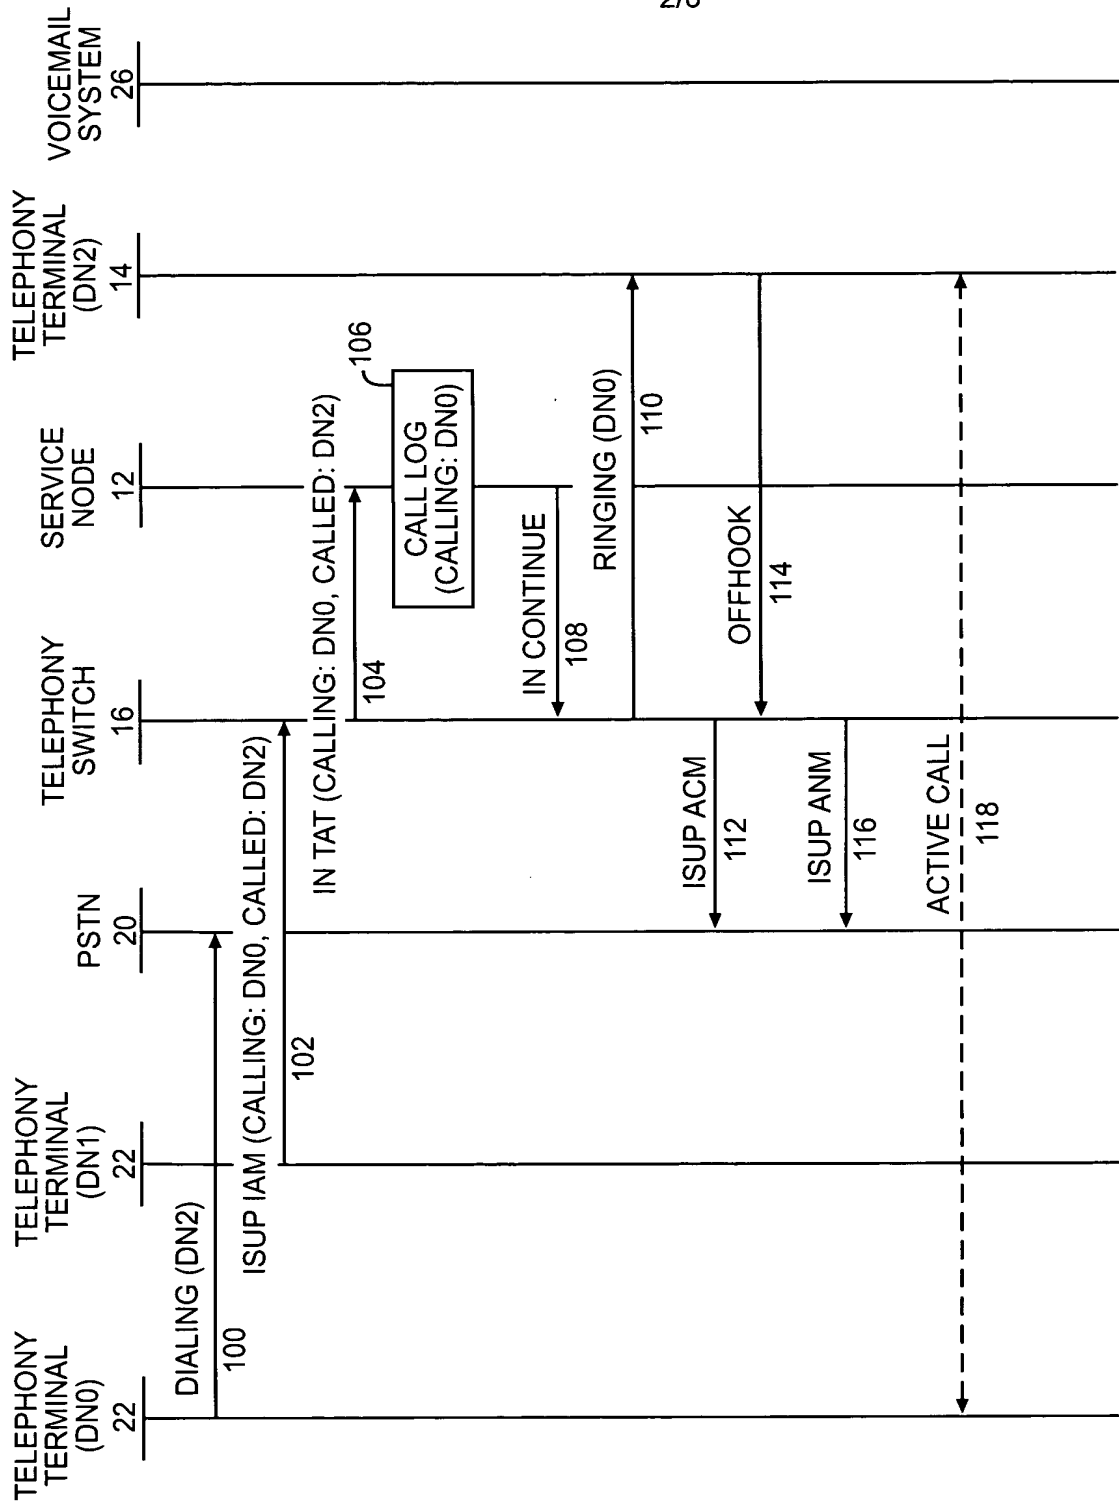 2/6
TELEPHONY
TERMINAL
(DN0)
22
TELEPHONY
TERMINAL
(DN1)
22
PSTN
20
TELEPHONY
SWITCH
16
SERVICE
NODE
12
TELEPHONY
TERMINAL
(DN2)
14
VOICEMAIL
SYSTEM
26
DIALING (DN2)
100
ISUP IAM (CALLING: DN0, CALLED: DN2)
102
IN TAT (CALLING: DN0, CALLED: DN2)
104
106
CALL LOG
(CALLING: DN0)
IN CONTINUE
108
RINGING (DN0)
110
ISUP ACM
112
OFFHOOK
114
ISUP ANM
116
ACTIVE CALL
118